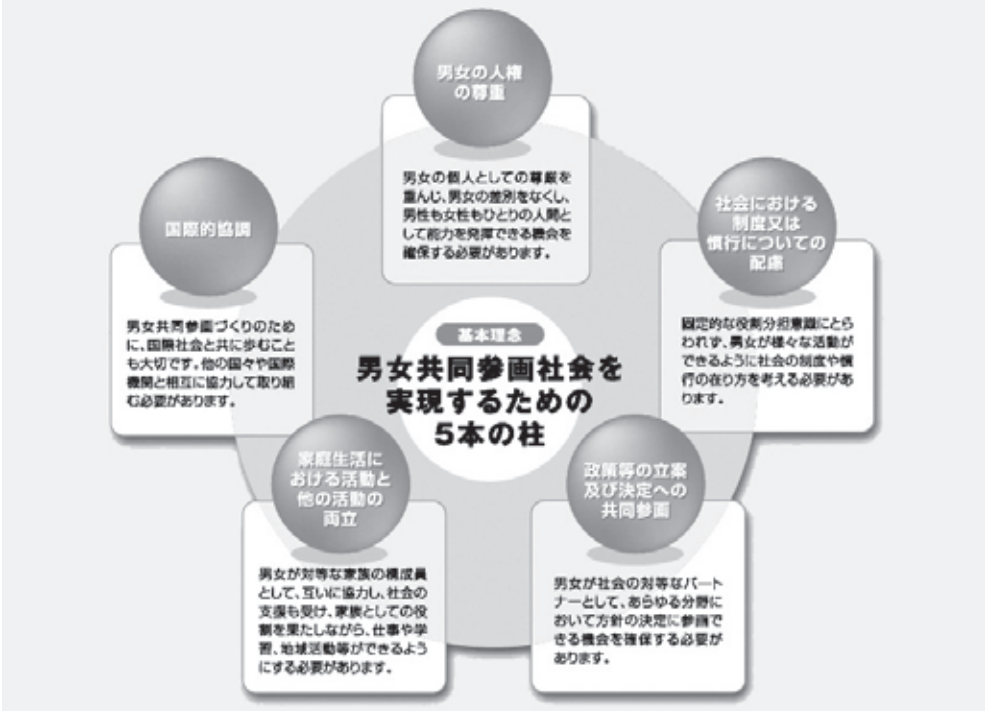 男女の人権
の尊重
男女の個人としての尊厳を
重んじ、男女の差別をなくし、
男性も女性もひとりの人間と
して能力を発揮できる機会を
確保する必要があります。
社会における
制度又は
慣行についての
配慮
固定的な役割分担意識にとら
われず、男女が様々な活動が
できるように社会の制度や慣
行の在り方を考える必要があ
ります。
政策等の立案
及び決定への
共同参画
男女が社会の対等なパート
ナーとして、あらゆる分野に
おいて方針の決定に参画で
きる機会を確保する必要が
あります。
家庭生活に
おける活動と
他の活動の
両立
男女が対等な家族の構成員
として、互いに協力し、社会の
支援も受け、家族としての役
割を果たしながら、仕事や学
習、地域活動等ができるよう
にする必要があります。
国際的協調
男女共同参画づくりのため
に、国際社会と共に歩むこと
も大切です。他の国々や国際
機関と相互に協力して取り組
む必要があります。
基本理念
男女共同参画社会を
実現するための
5本の柱